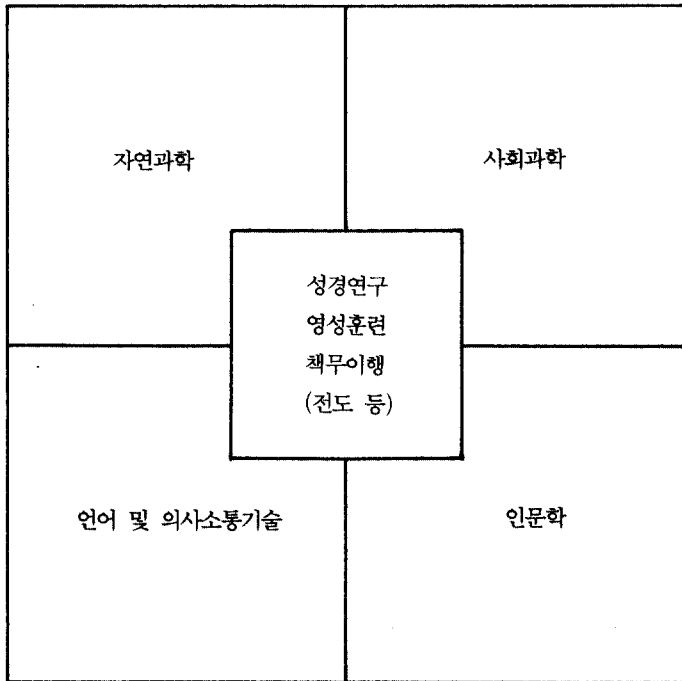 자연과학
사회과학
성경연구
영성훈련
책무이행
(전도 등)
언어 및 의사소통기술
인문학